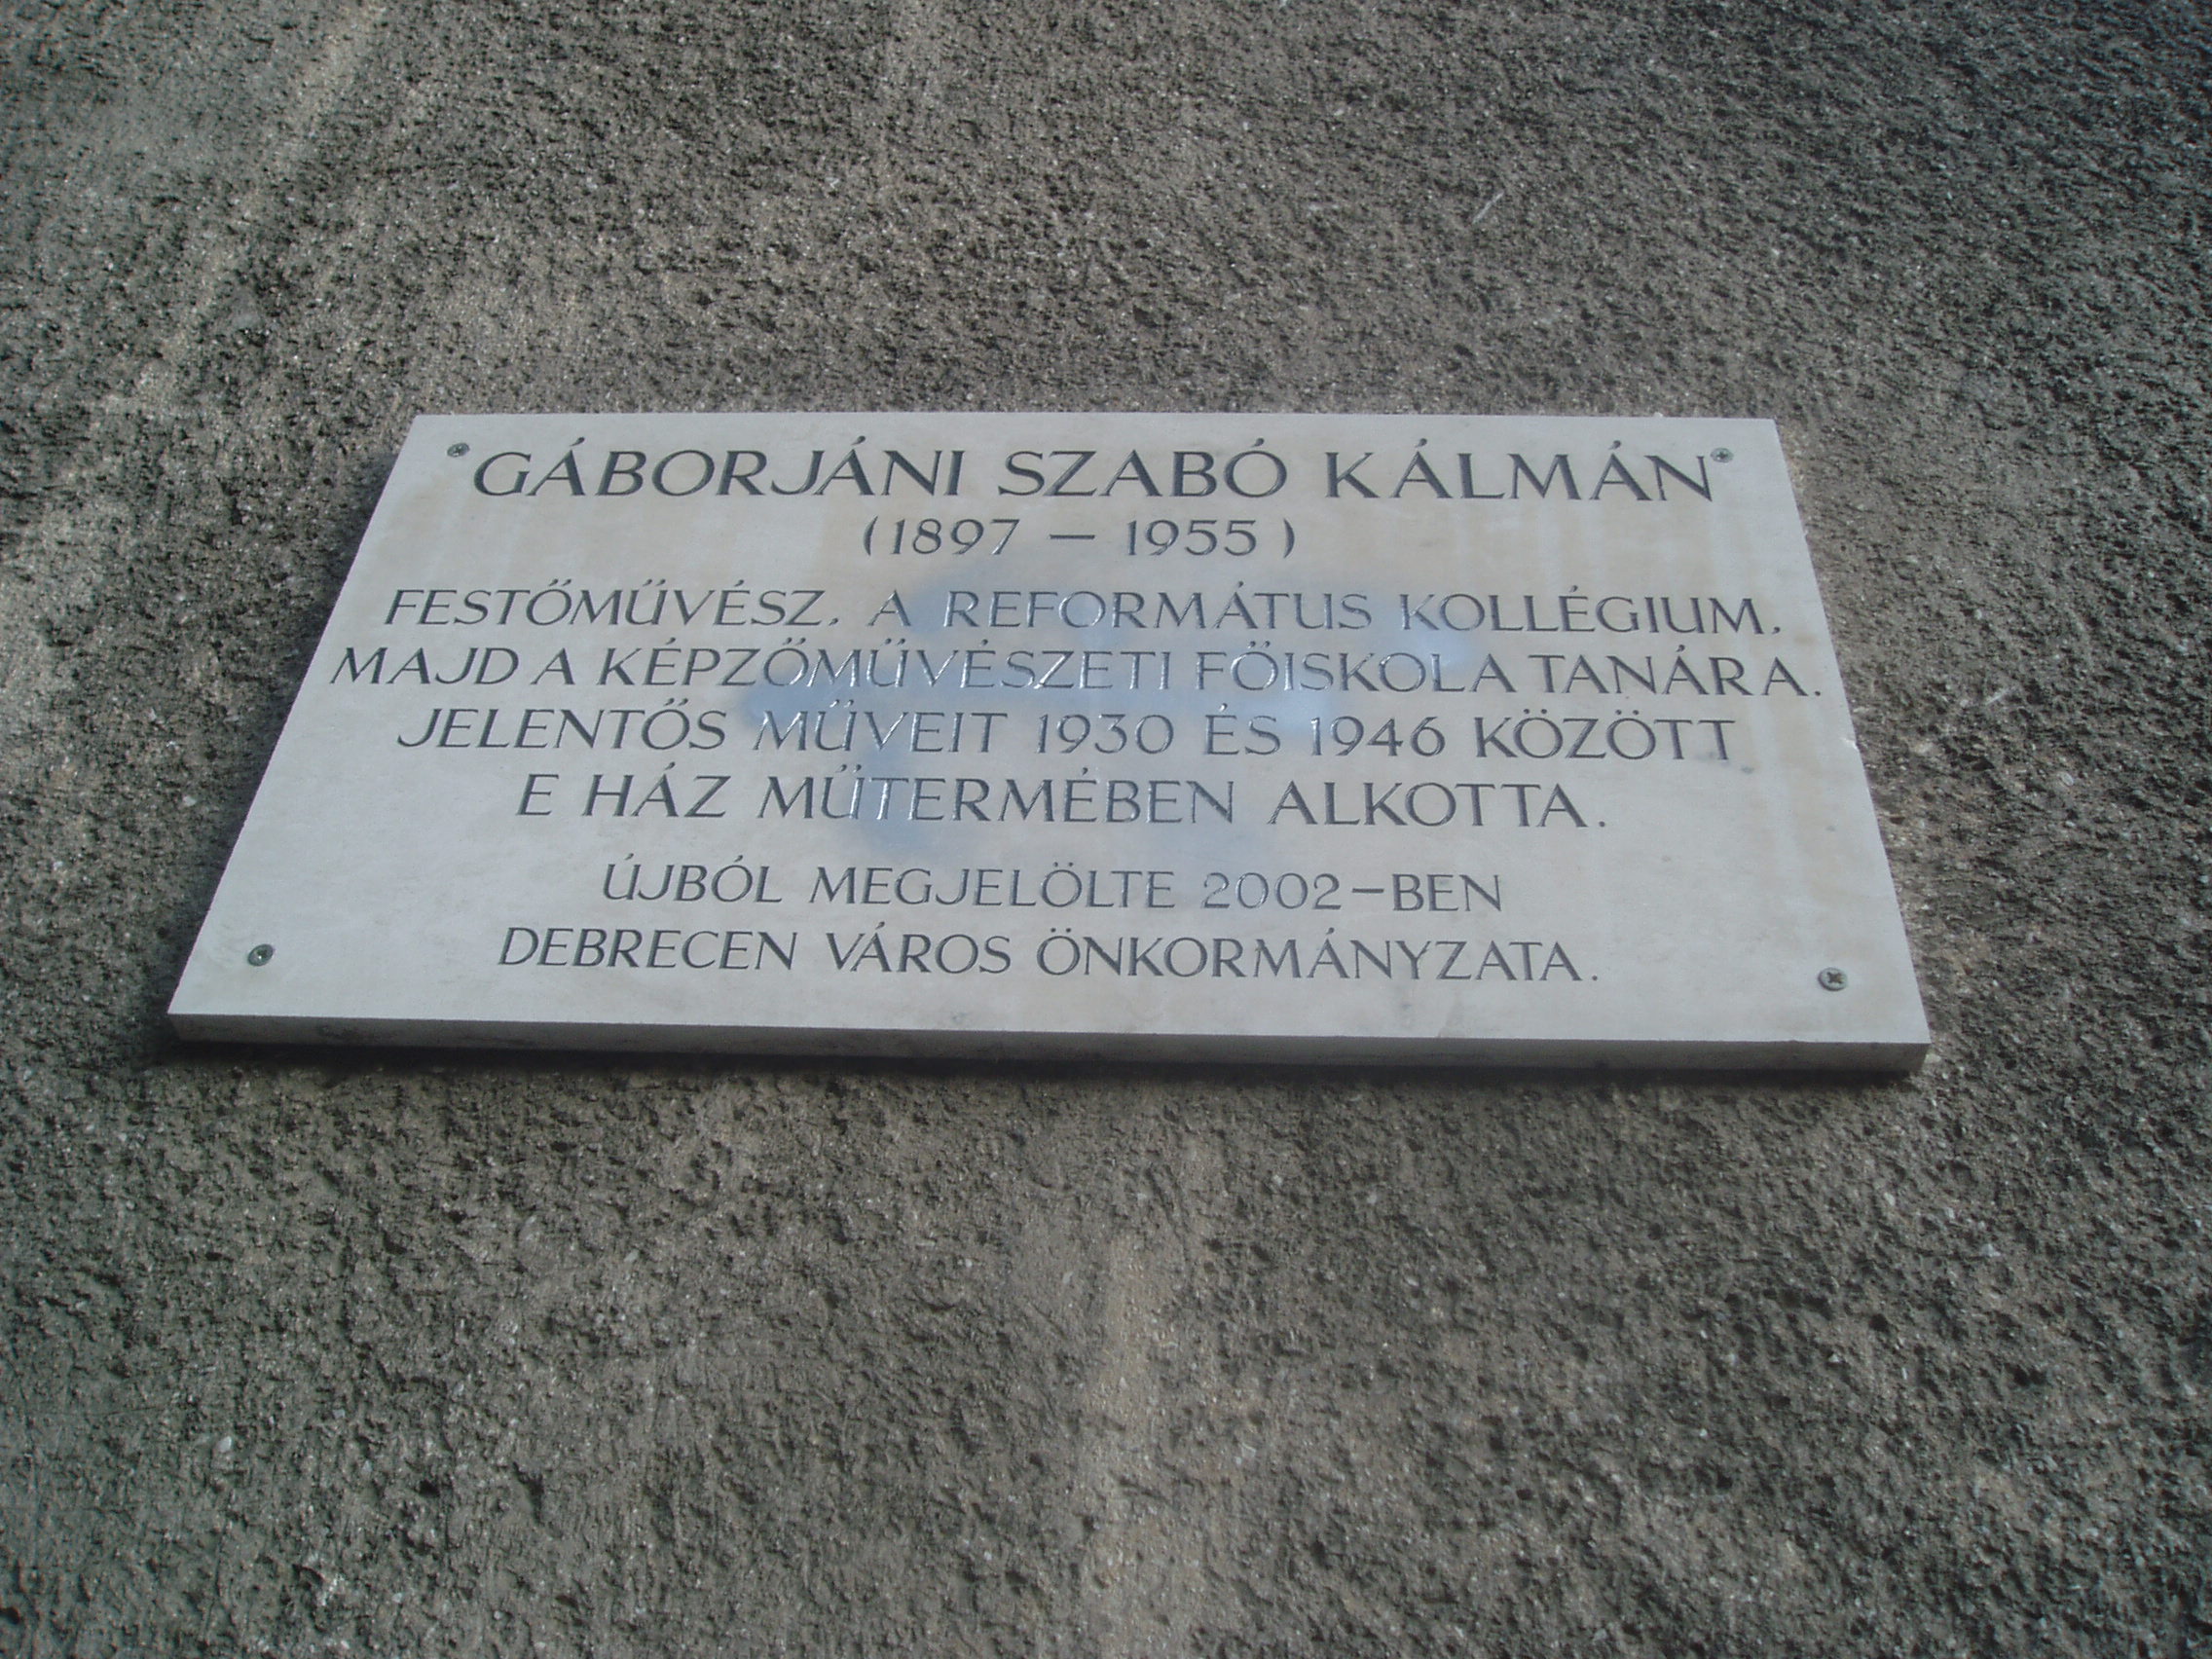 GÁBORJÁNI SZABÓ KÁLMÁN
(1897 – 1955)
FESTŐMŰVÉSZ, A REFORMÁTUS KOLLÉGIUM,
MAJD A KÉPZŐMŰVÉSZETI FŐISKOLA TANÁRA.
JELENTŐS MŰVEIT 1930 ÉS 1946 KÖZÖTT
E HÁZ MŰTERMÉBEN ALKOTTA.
ÚJBÓL MEGJELÖLTE 2002-BEN
DEBRECEN VÁROS ÖNKORMÁNYZATA.